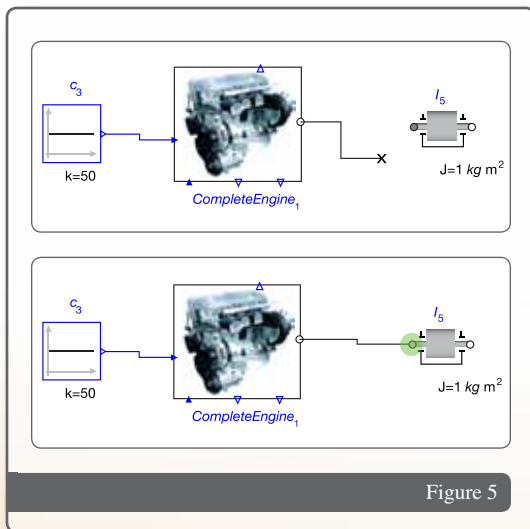 c₃
I₅
k=50
J=1 kg m²
CompleteEngine₁
c₃
I₅
k=50
J=1 kg m²
CompleteEngine₁
Figure 5